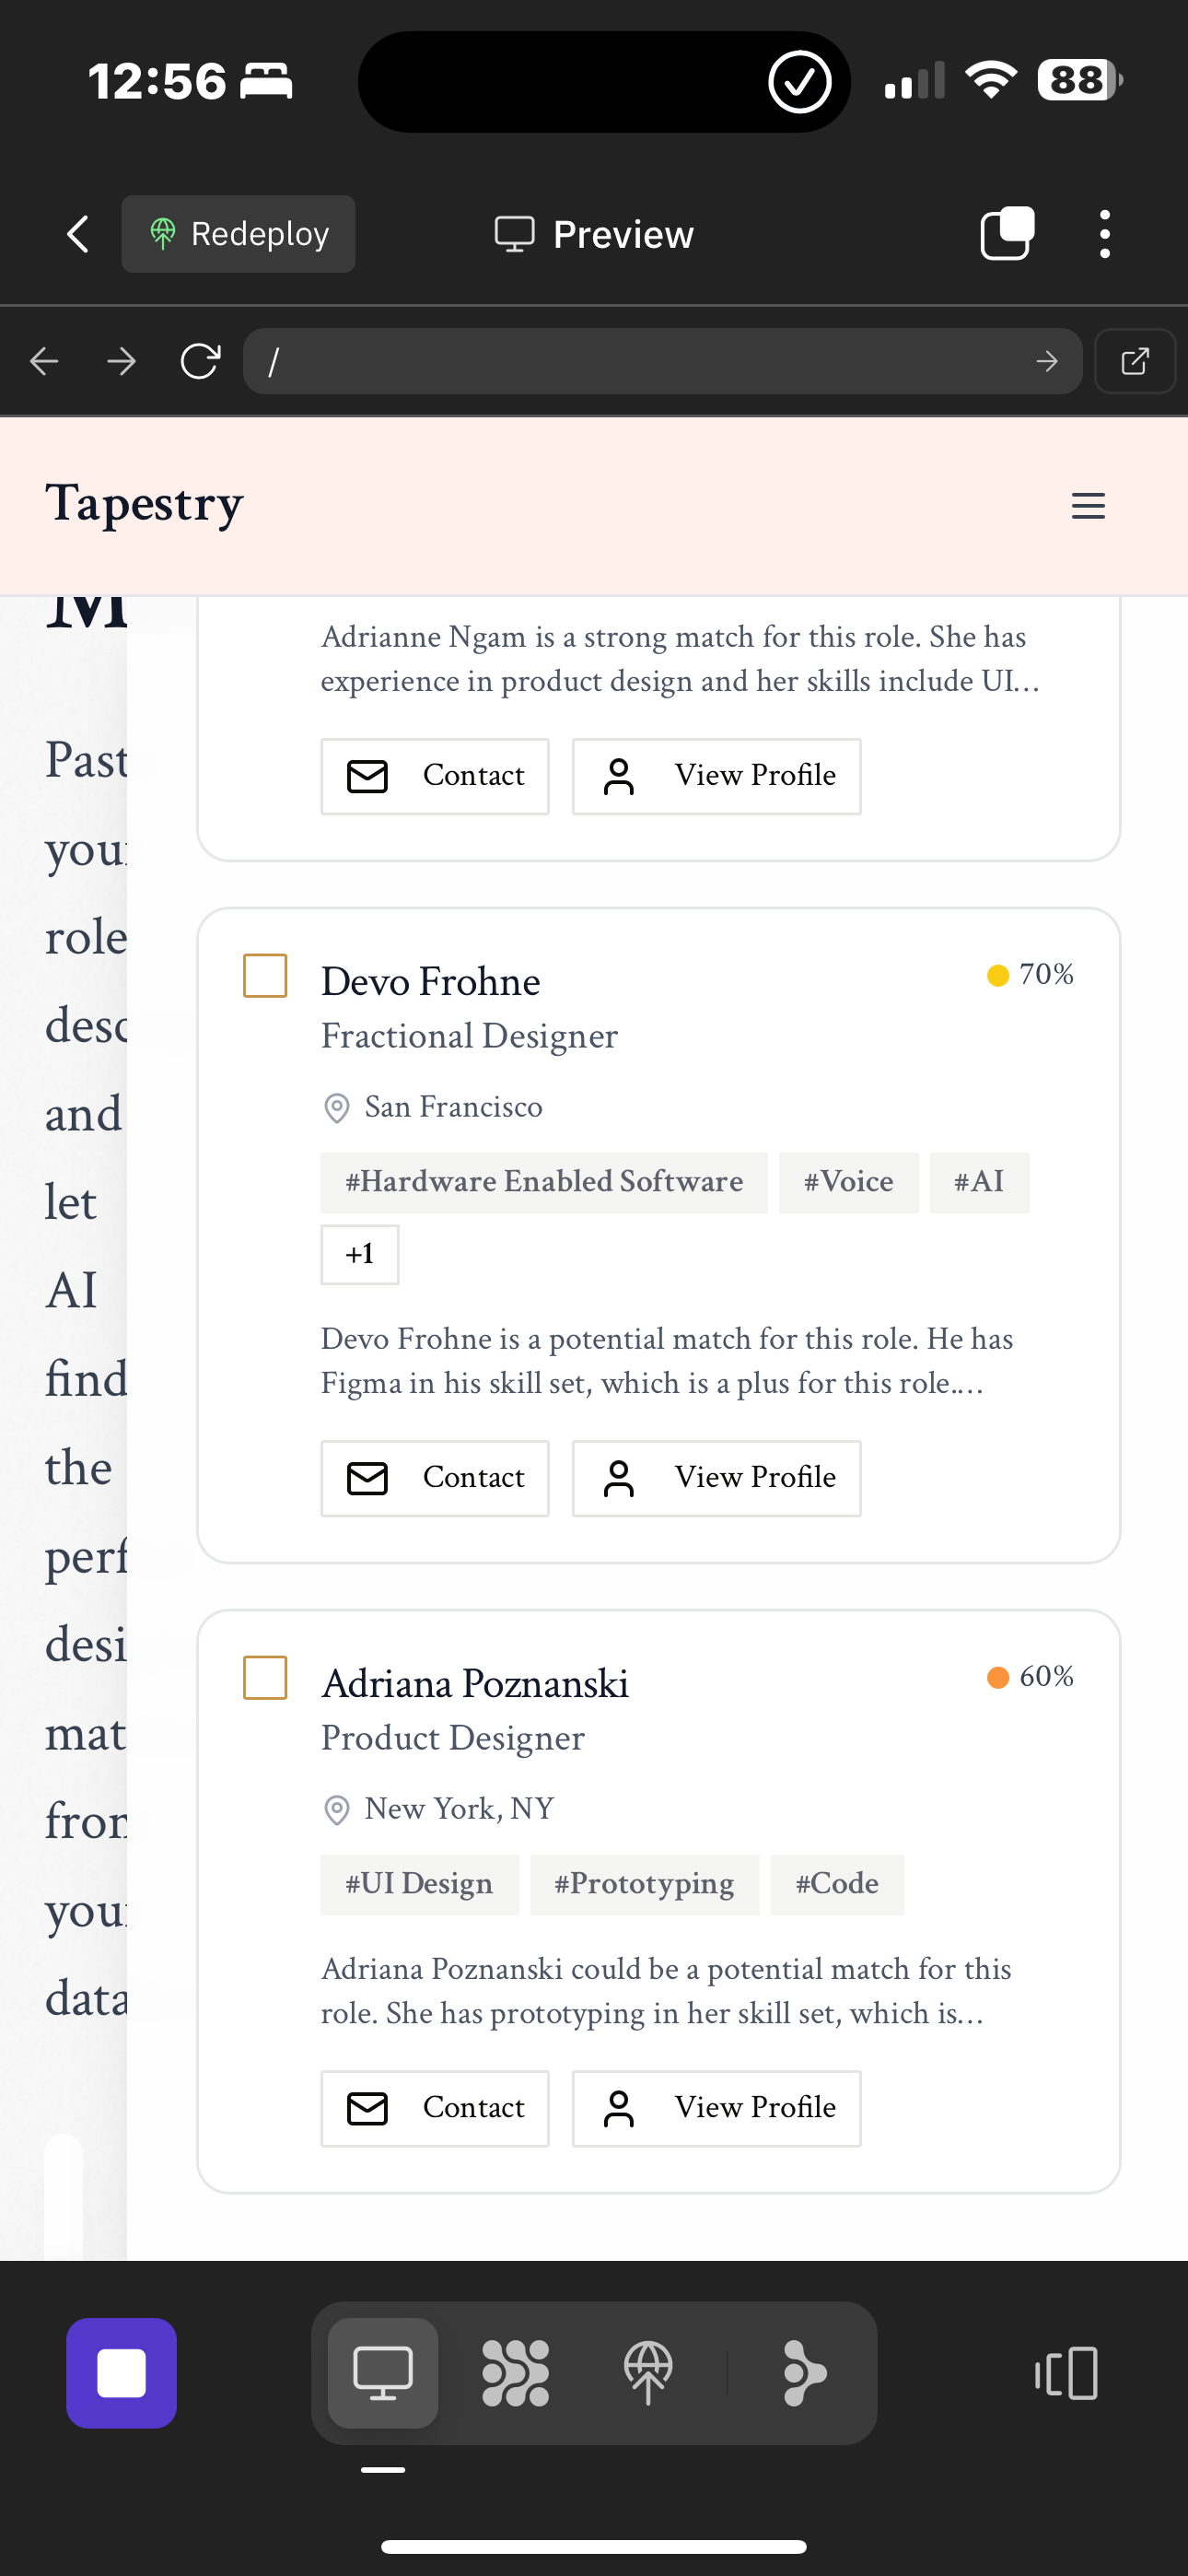 12:56
88
Redeploy
Preview
/
Tapestry
M
Past
your
role
desc
and
let
AI
find
the
perf
desi
mat
from
your
data
Adrianne Ngam is a strong match for this role. She has
experience in product design and her skills include UI...
Contact
View Profile
Devo Frohne
70%
Fractional Designer
San Francisco
#Hardware Enabled Software
#Voice
#AI
+1
Devo Frohne is a potential match for this role. He has
Figma in his skill set, which is a plus for this role....
Contact
View Profile
Adriana Poznanski
60%
Product Designer
New York, NY
#UI Design
#Prototyping
#Code
Adriana Poznanski could be a potential match for this
role. She has prototyping in her skill set, which is...
Contact
View Profile